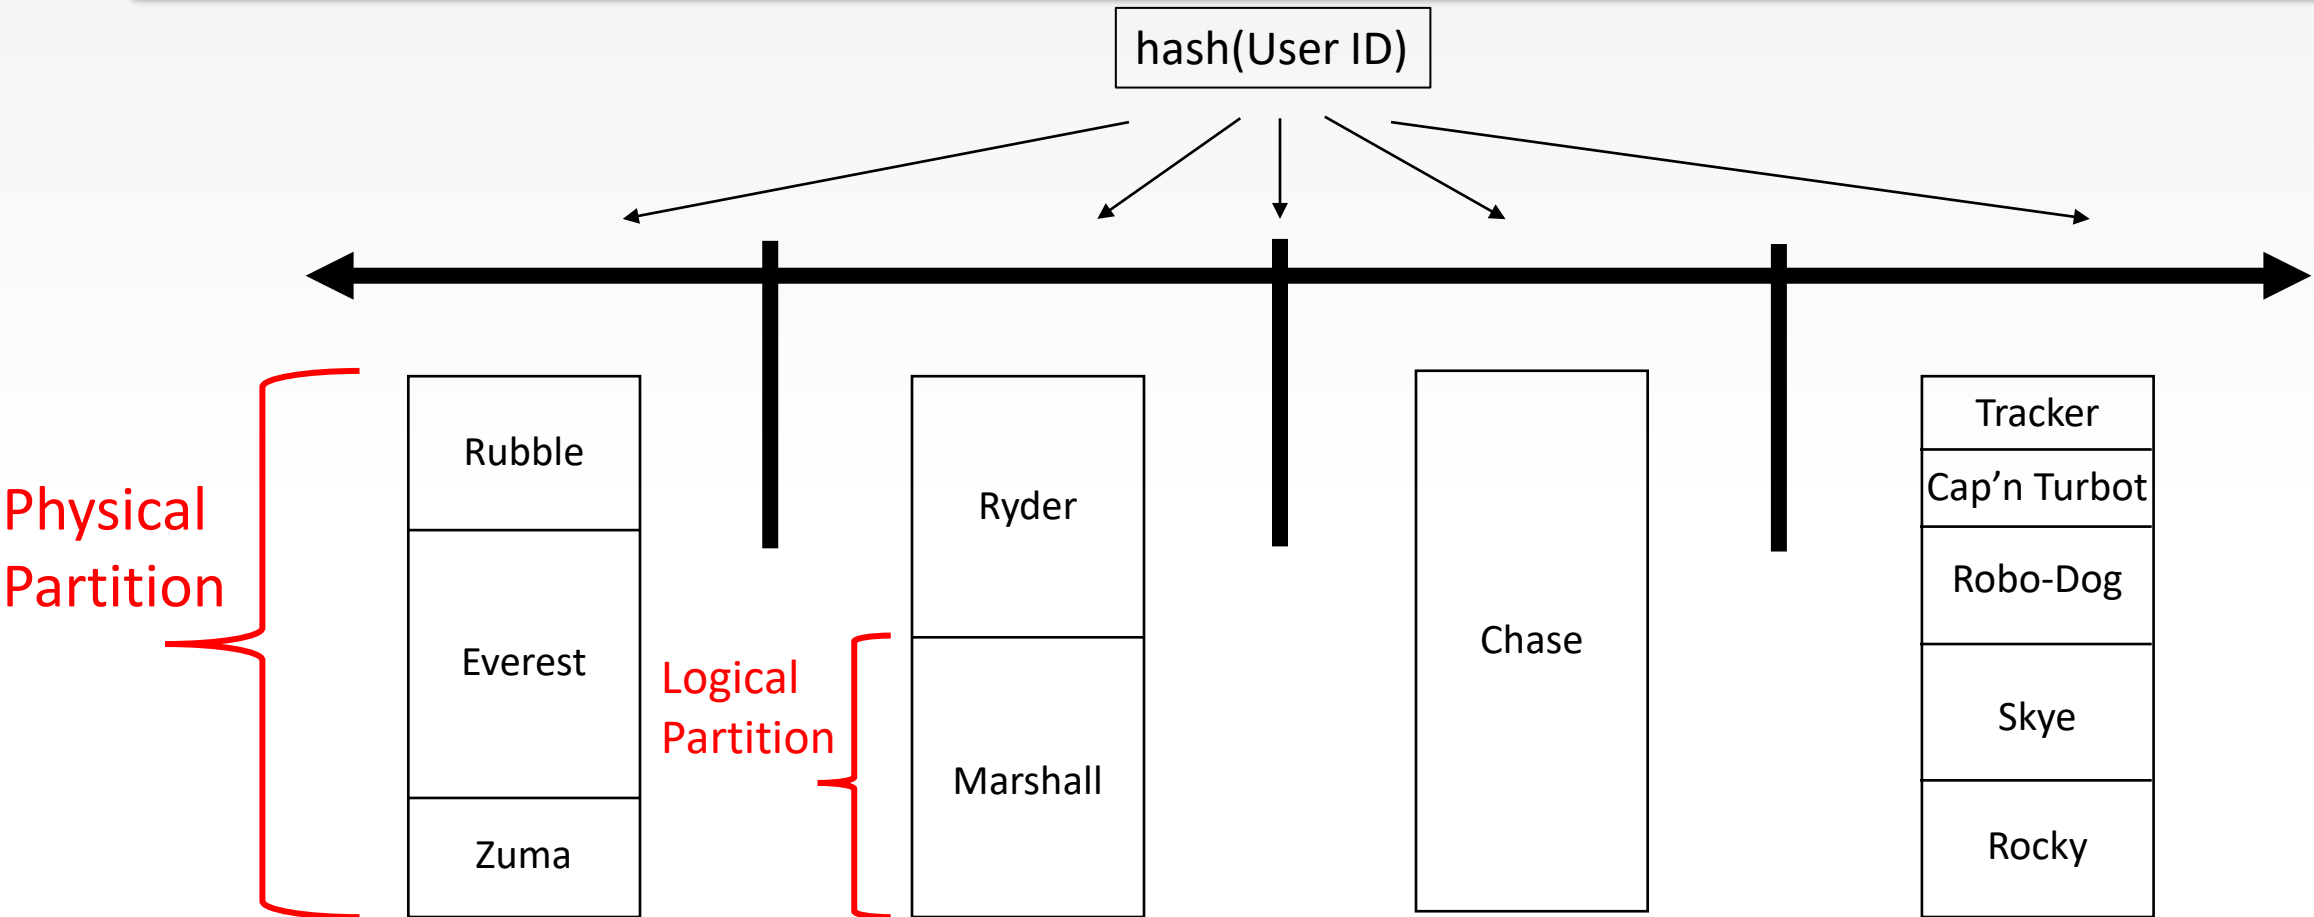 hash(User ID)
Physical
Partition
Rubble
Everest
Zuma
Logical
Partition
Ryder
Marshall
Chase
Tracker
Cap’n Turbot
Robo-Dog
Skye
Rocky